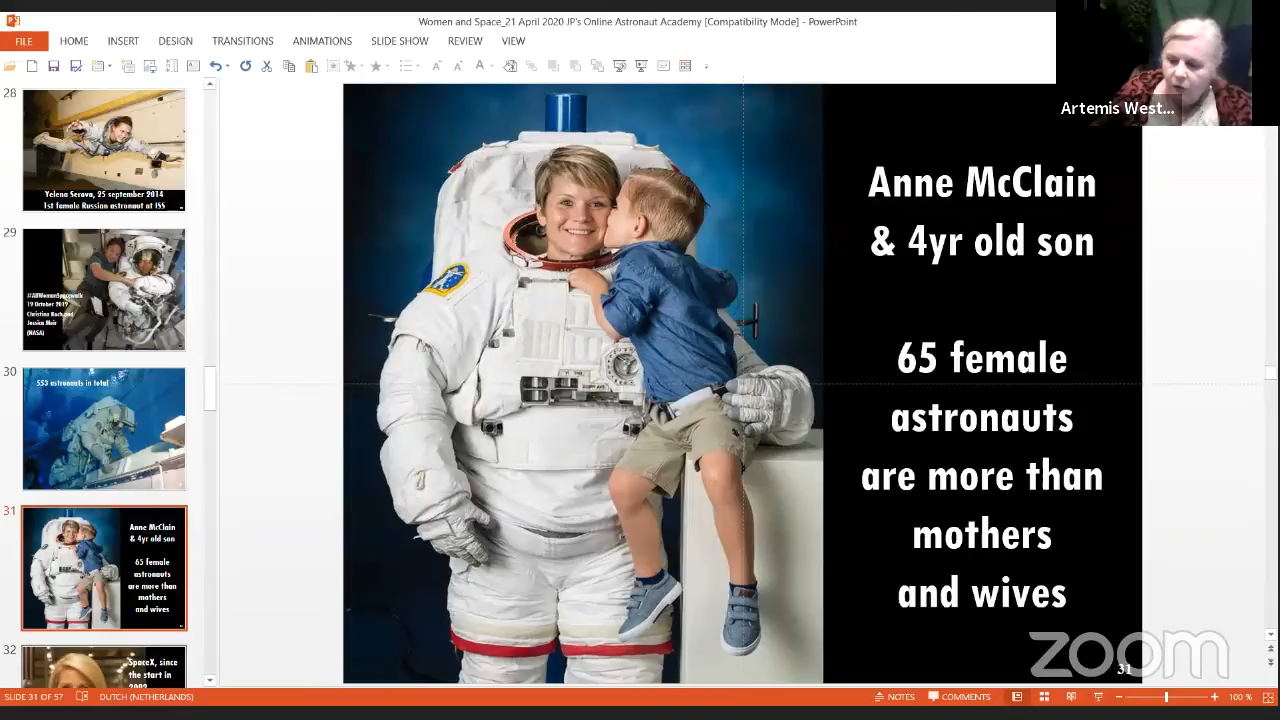 Women and Space_21 April 2020 JP's Online Astronaut Academy [Compatibility Mode] - PowerPoint
FILE HOME INSERT DESIGN TRANSITIONS ANIMATIONS SLIDE SHOW REVIEW VIEW
Artemis West...
28
Yelena Serova, 25 september 2014
1st female Russian astronaut at ISS
29
#AllWomanSpacewalk
19 October 2019
Christina Koch and
Jessica Meir
(NASA)
30
553 astronauts in total
31
Anne McClain
& 4yr old son
65 female
astronauts
are more than
mothers
and wives
32
SpaceX, since
the start in
2002
Anne McClain
& 4yr old son
65 female
astronauts
are more than
mothers
and wives
31
zoom
SLIDE 31 OF 57 DUTCH (NETHERLANDS) NOTES COMMENTS 100 %